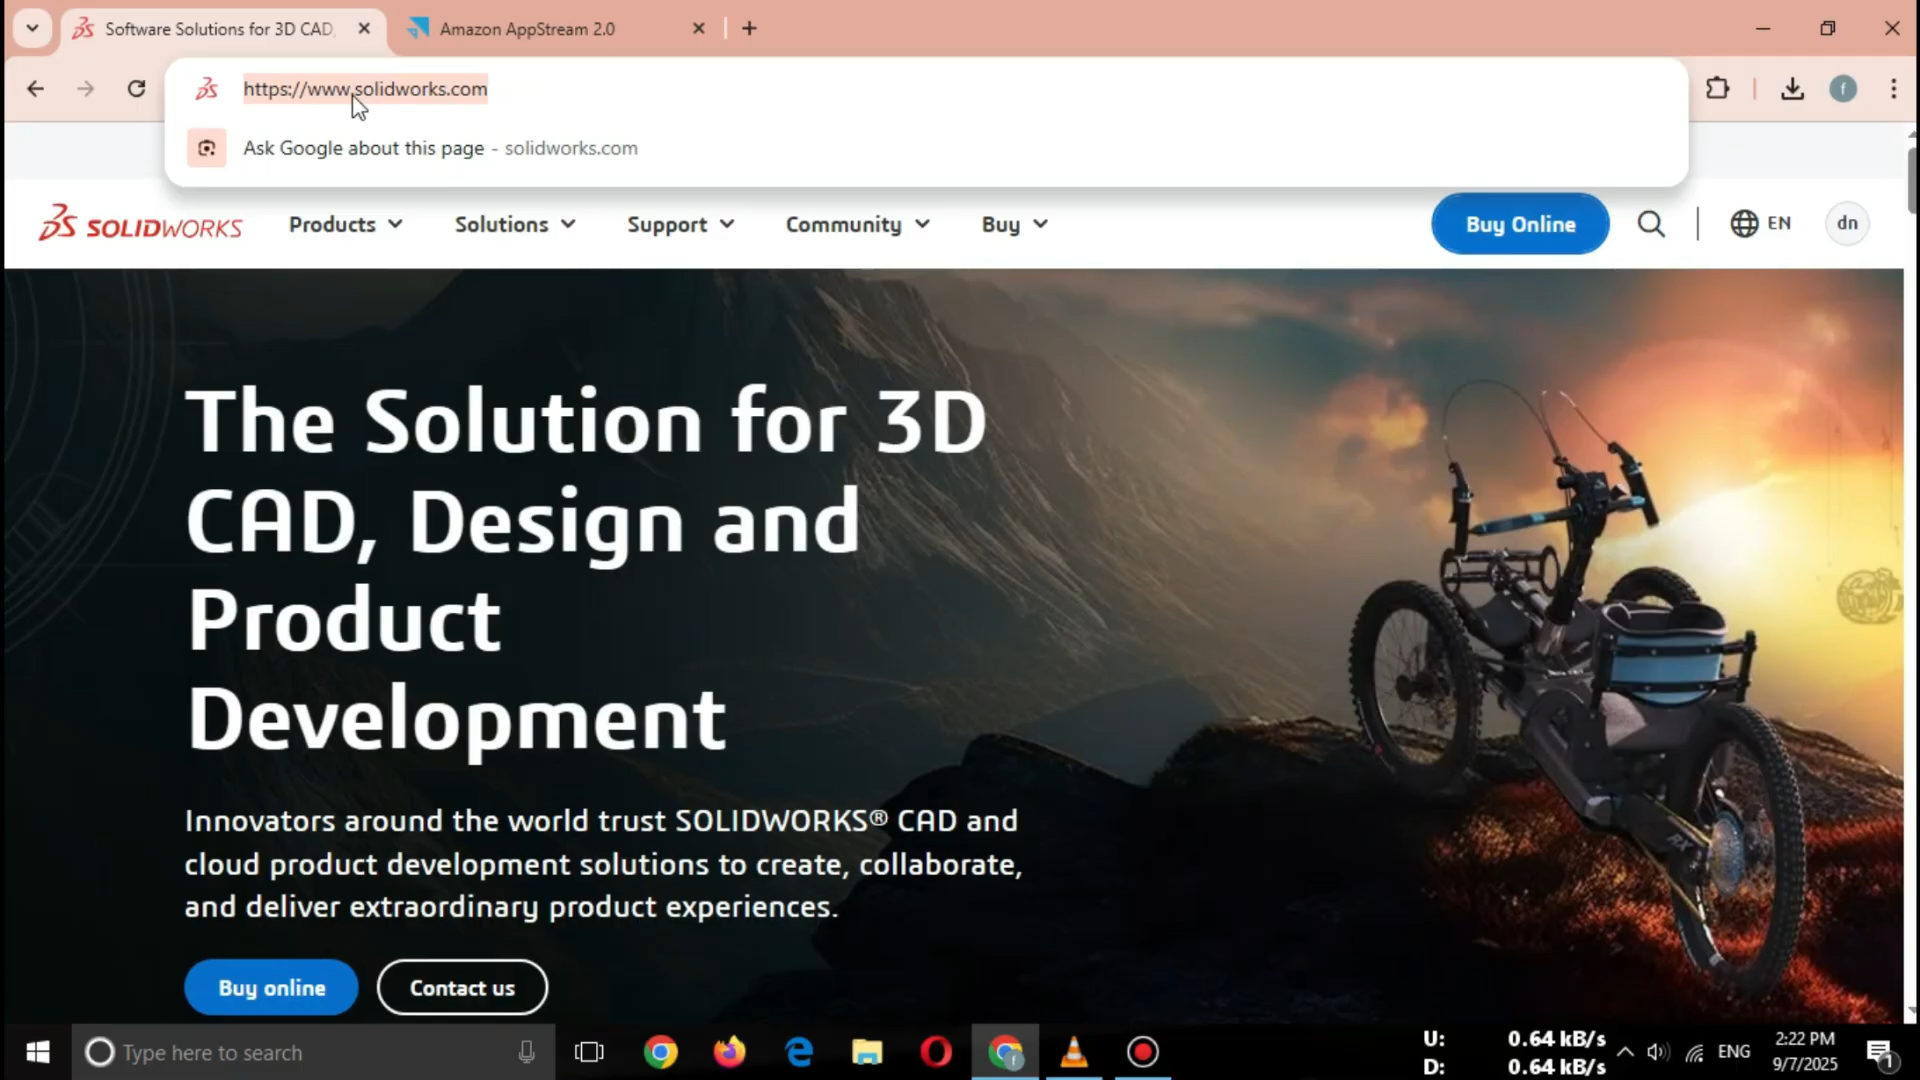 Software Solutions for 3D CAD,
Amazon AppStream 2.0
https://www.solidworks.com
f
Ask Google about this page - solidworks.com
SOLIDWORKS
Products
Solutions
Support
Community
Buy
Buy Online
EN
dn
The Solution for 3D
CAD, Design and
Product
Development
Innovators around the world trust SOLIDWORKS® CAD and
cloud product development solutions to create, collaborate,
and deliver extraordinary product experiences.
Buy online
Contact us
Type here to search
f
U: 0.64 kB/s
D: 0.64 kB/s
ENG
2:22 PM
9/7/2025
1